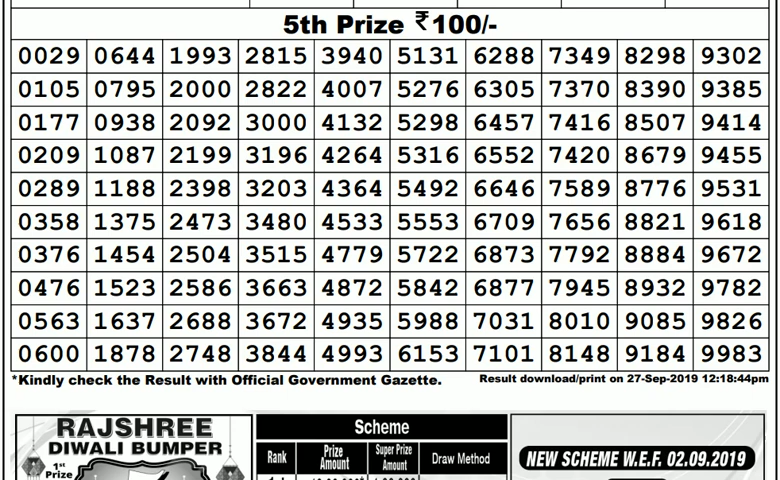 5th Prize ₹100/-
0029 0644 1993 2815 3940 5131 6288 7349 8298 9302
0105 0795 2000 2822 4007 5276 6305 7370 8390 9385
0177 0938 2092 3000 4132 5298 6457 7416 8507 9414
0209 1087 2199 3196 4264 5316 6552 7420 8679 9455
0289 1188 2398 3203 4364 5492 6646 7589 8776 9531
0358 1375 2473 3480 4533 5553 6709 7656 8821 9618
0376 1454 2504 3515 4779 5722 6873 7792 8884 9672
0476 1523 2586 3663 4872 5842 6877 7945 8932 9782
0563 1637 2688 3672 4935 5988 7031 8010 9085 9826
0600 1878 2748 3844 4993 6153 7101 8148 9184 9983
*Kindly check the Result with Official Government Gazette. Result download/print on 27-Sep-2019 12:18:44pm
RAJSHREE
DIWALI BUMPER
1st
Prize
Scheme
Rank Prize Amount Super Prize Amount Draw Method
NEW SCHEME W.E.F. 02.09.2019